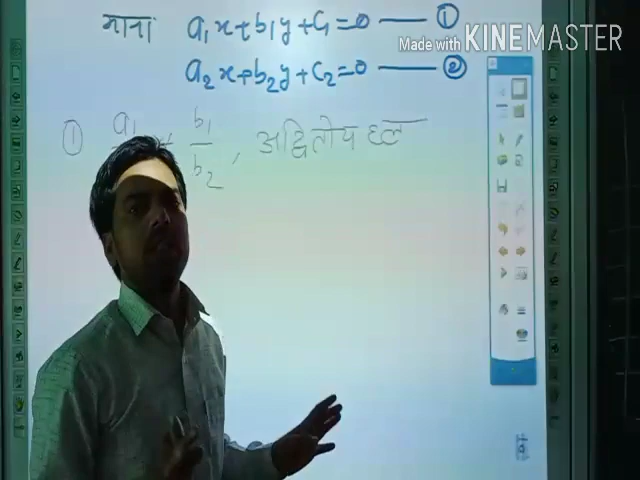 माना a₁x+b₁y+c₁=0 — ①
Made with KINEMASTER
a₂x+b₂y+c₂=0 — ②
① a₁ ≠ b₁/b₂, अद्वितीय हल